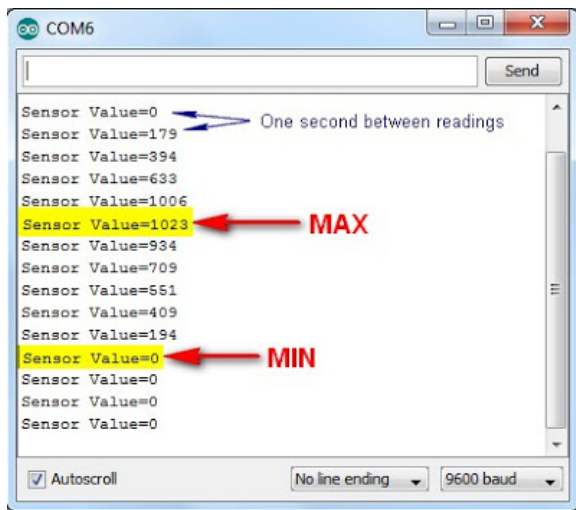 COM6
Send
Sensor Value=0
One second between readings
Sensor Value=179
Sensor Value=394
Sensor Value=633
Sensor Value=1006
Sensor Value=1023
MAX
Sensor Value=934
Sensor Value=709
Sensor Value=551
Sensor Value=409
Sensor Value=194
Sensor Value=0
MIN
Sensor Value=0
Sensor Value=0
Sensor Value=0
Autoscroll
No line ending
9600 baud